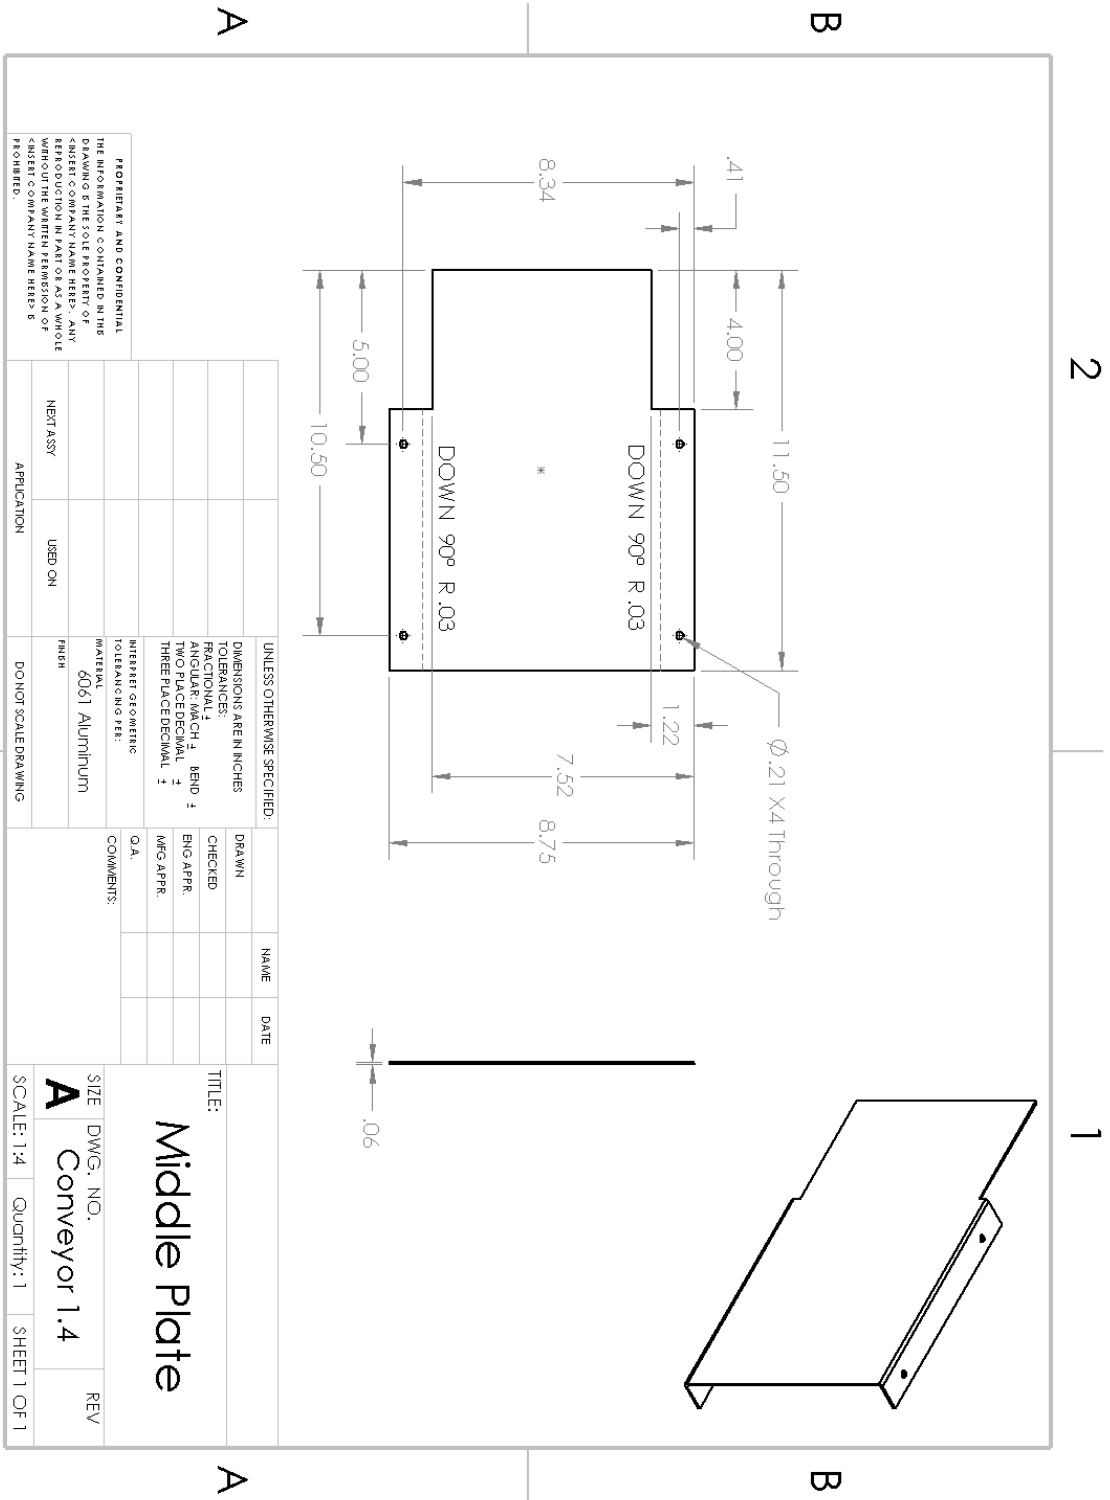 2
1
B
B
A
A
.41
8.34
4.00
11.50
5.00
10.50
DOWN 90° R .03
DOWN 90° R .03
1.22
7.52
8.75
Ø.21 X4 Through
.06
PROPRIETARY AND CONFIDENTIAL
THE INFORMATION CONTAINED IN THIS
DRAWING IS THE SOLE PROPERTY OF
<INSERT COMPANY NAME HERE>. ANY
REPRODUCTION IN PART OR AS A WHOLE
WITHOUT THE WRITTEN PERMISSION OF
<INSERT COMPANY NAME HERE> IS
PROHIBITED.
NEXT ASSY
USED ON
APPLICATION
UNLESS OTHERWISE SPECIFIED:
DIMENSIONS ARE IN INCHES
TOLERANCES:
FRACTIONAL ±
ANGULAR: MACH ± BEND ±
TWO PLACE DECIMAL ±
THREE PLACE DECIMAL ±
INTERPRET GEOMETRIC
TOLERANCING PER:
MATERIAL
6061 Aluminum
FINISH
DO NOT SCALE DRAWING
NAME
DATE
DRAWN
CHECKED
ENG APPR.
MFG APPR.
Q.A.
COMMENTS:
TITLE:
Middle Plate
SIZE
A
DWG. NO.
Conveyor 1.4
REV
SCALE: 1:4
Quantity: 1
SHEET 1 OF 1